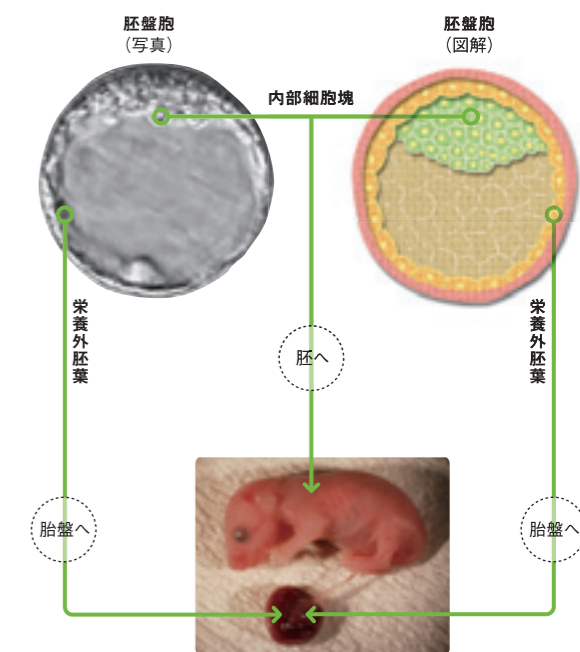 胚盤胞
（写真）
胚盤胞
（図解）
内部細胞塊
栄養外胚葉
栄養外胚葉
胚へ
胎盤へ
胎盤へ